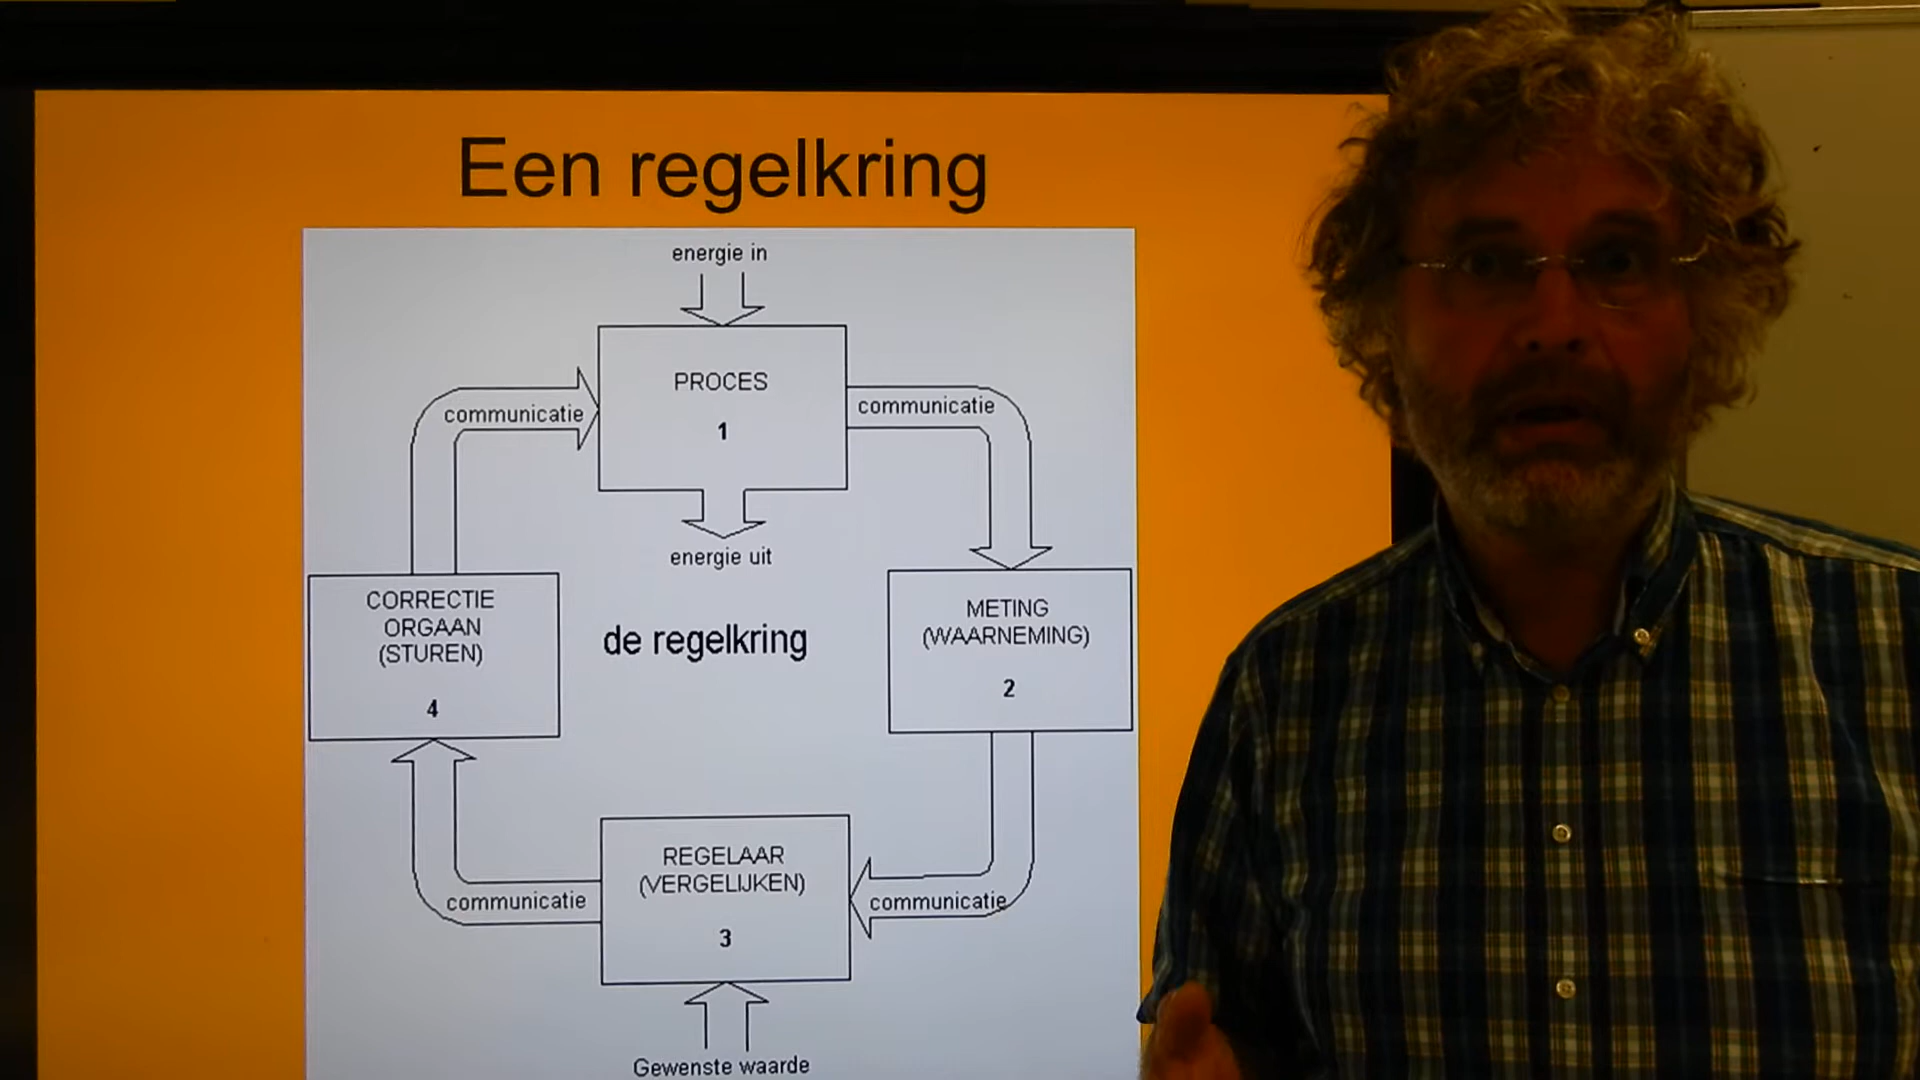 Een regelkring
energie in
PROCES
1
communicatie
communicatie
energie uit
CORRECTIE
ORGAAN
(STUREN)
4
de regelkring
METING
(WAARNEMING)
2
REGELAAR
(VERGELIJKEN)
3
communicatie
communicatie
Gewenste waarde